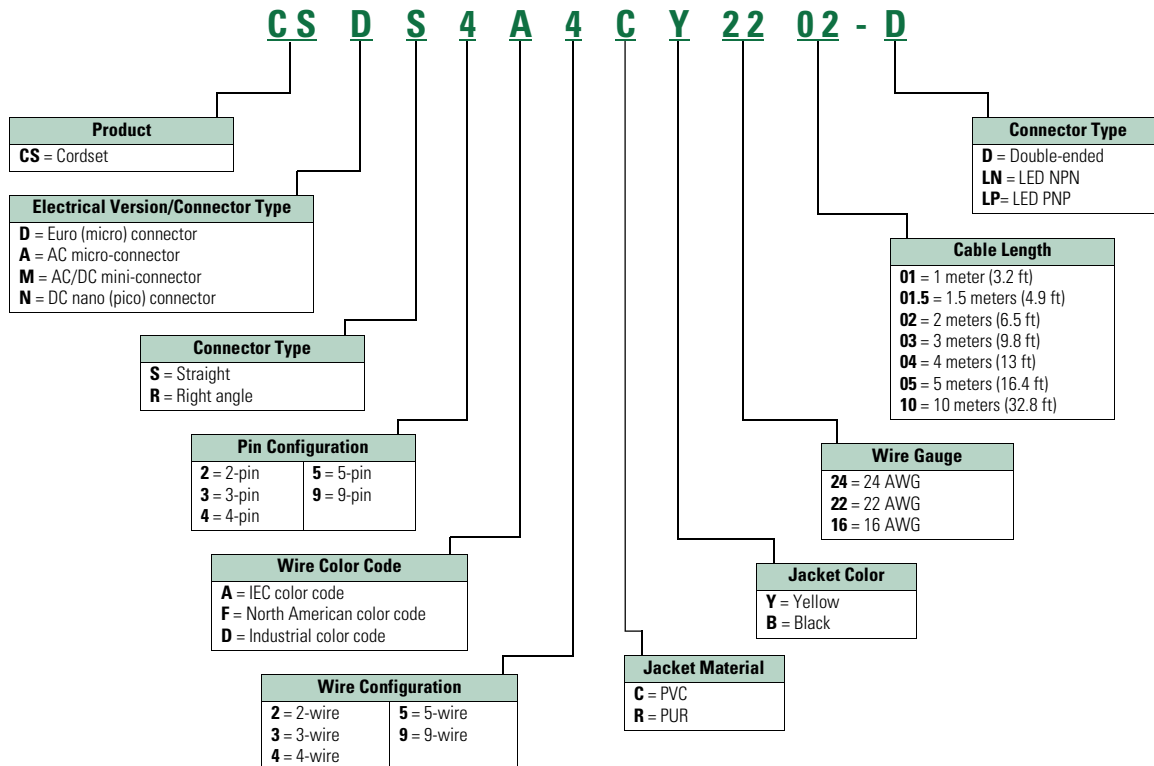 CS D S 4 A 4 C Y 22 02 - D
Product
CS = Cordset
Electrical Version/Connector Type
D = Euro (micro) connector
A = AC micro-connector
M = AC/DC mini-connector
N = DC nano (pico) connector
Connector Type
S = Straight
R = Right angle
Pin Configuration
2 = 2-pin
3 = 3-pin
4 = 4-pin
5 = 5-pin
9 = 9-pin
Wire Color Code
A = IEC color code
F = North American color code
D = Industrial color code
Wire Configuration
2 = 2-wire
3 = 3-wire
4 = 4-wire
5 = 5-wire
9 = 9-wire
Jacket Material
C = PVC
R = PUR
Jacket Color
Y = Yellow
B = Black
Wire Gauge
24 = 24 AWG
22 = 22 AWG
16 = 16 AWG
Cable Length
01 = 1 meter (3.2 ft)
01.5 = 1.5 meters (4.9 ft)
02 = 2 meters (6.5 ft)
03 = 3 meters (9.8 ft)
04 = 4 meters (13 ft)
05 = 5 meters (16.4 ft)
10 = 10 meters (32.8 ft)
Connector Type
D = Double-ended
LN = LED NPN
LP= LED PNP